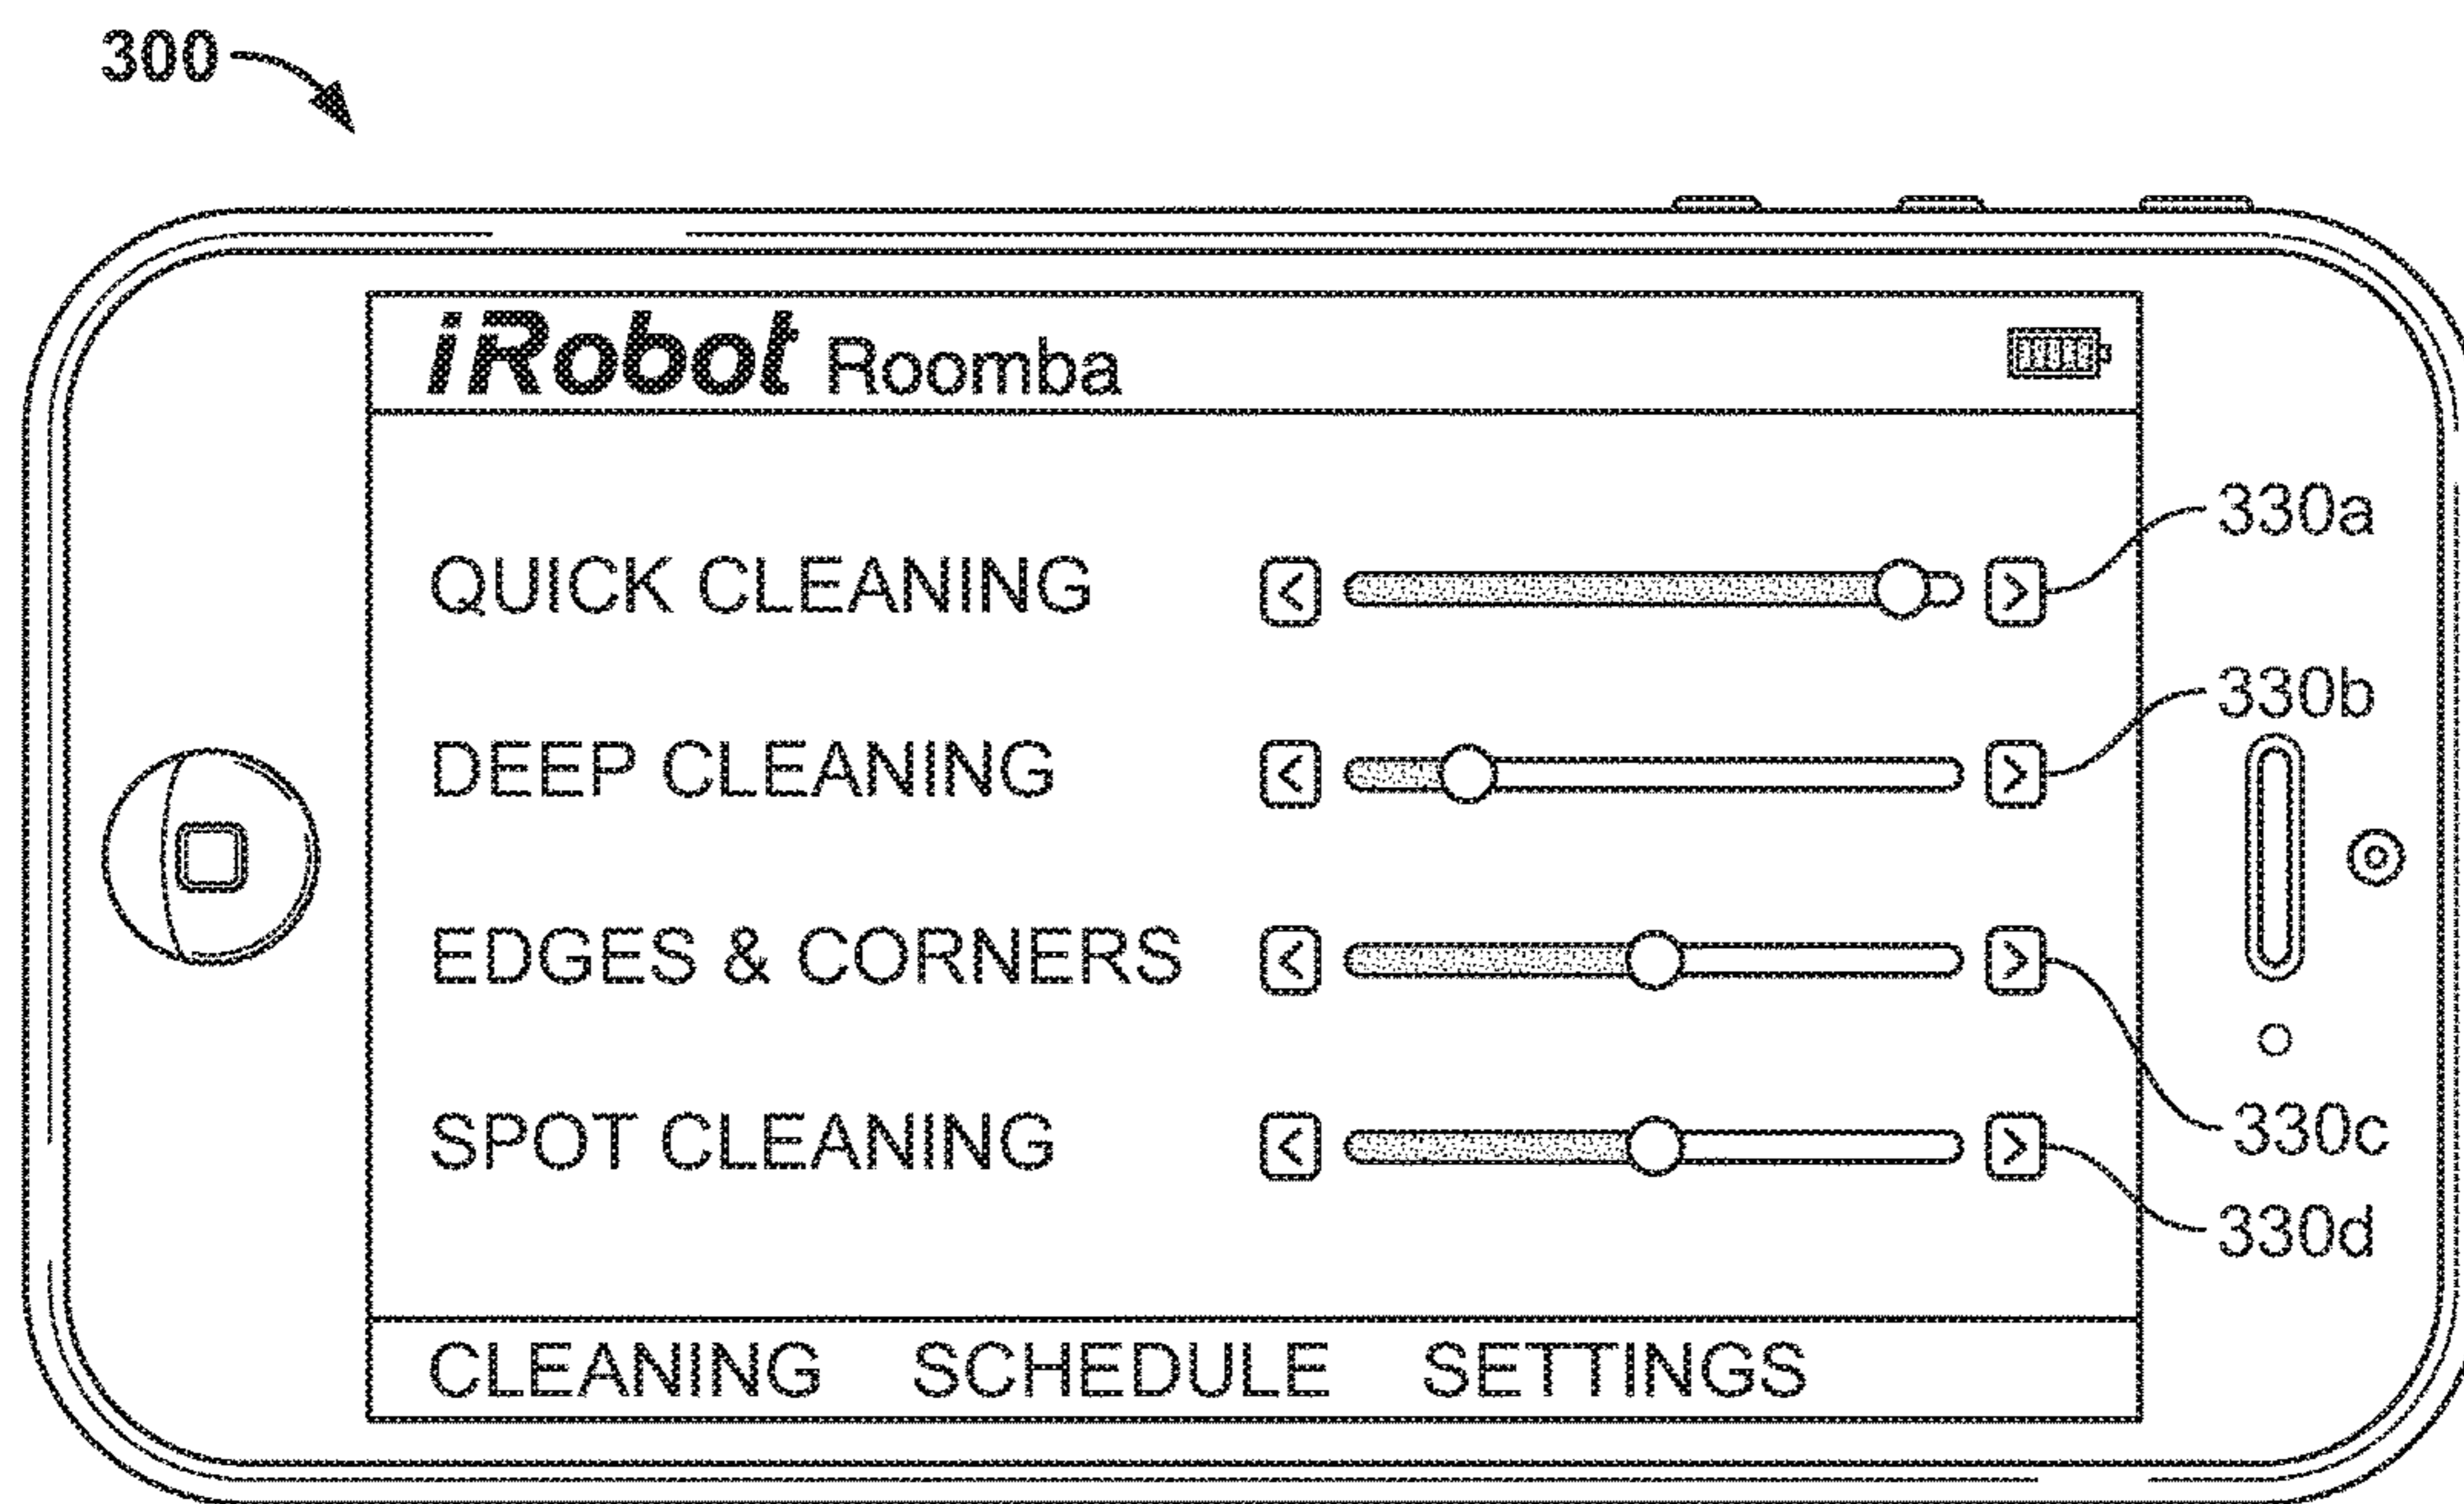 300
iRobot Roomba
QUICK CLEANING < > 330a
DEEP CLEANING < > 330b
EDGES & CORNERS < > 330c
SPOT CLEANING < > 330d
CLEANING SCHEDULE SETTINGS